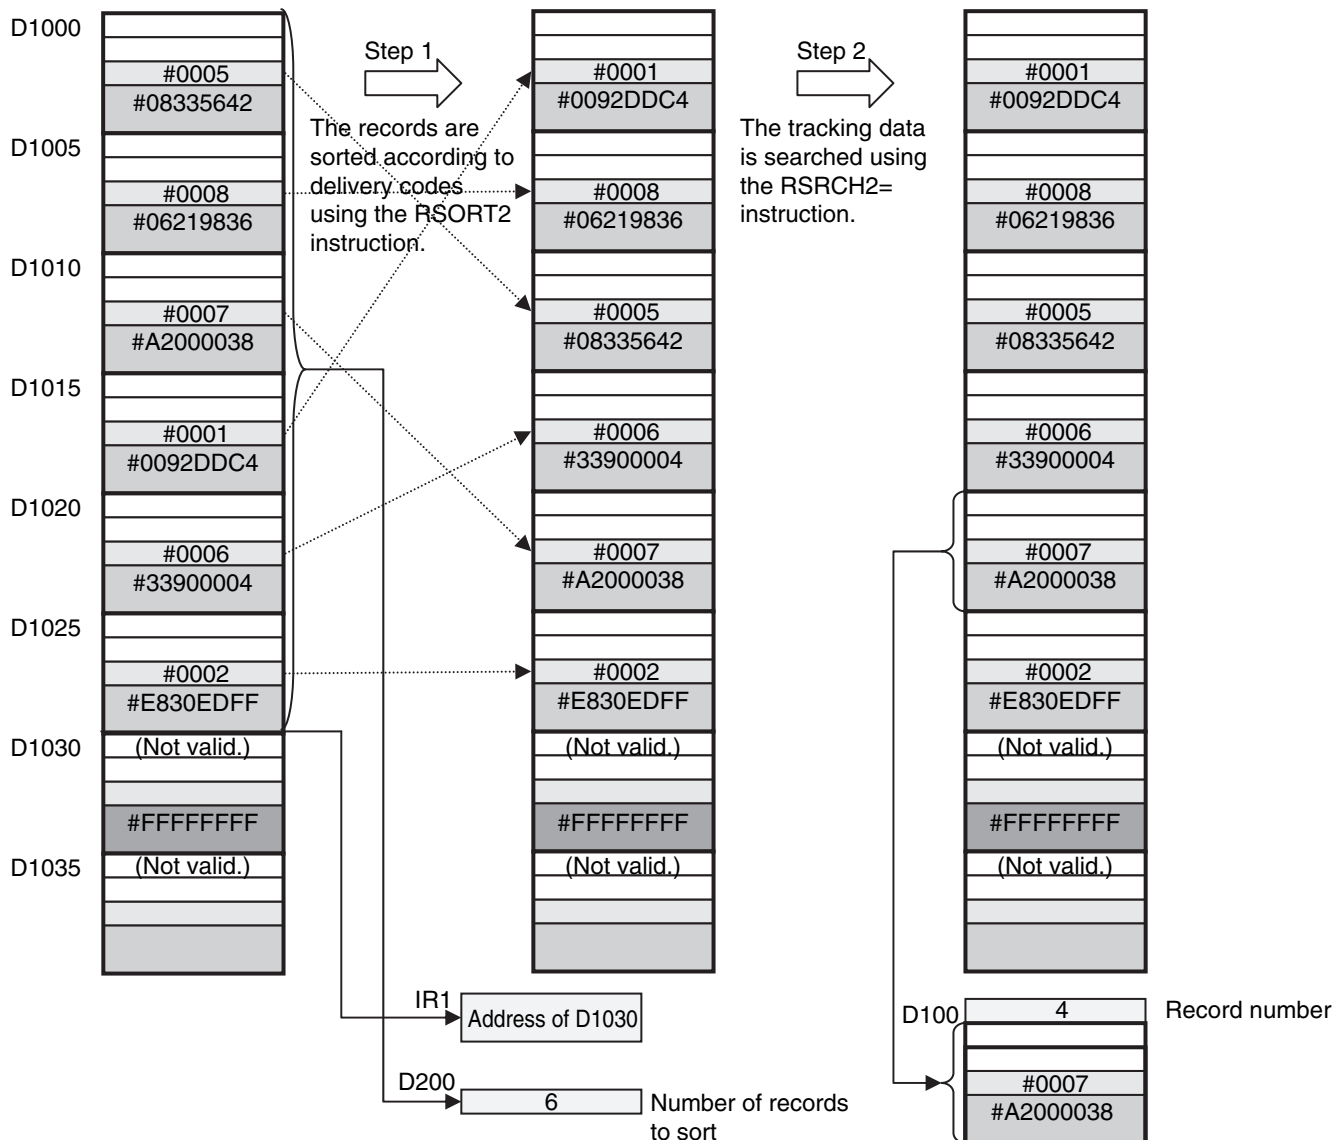 D1000
#0005
#08335642
D1005
#0008
#06219836
D1010
#0007
#A2000038
D1015
#0001
#0092DDC4
D1020
#0006
#33900004
D1025
#0002
#E830EDFF
D1030
(Not valid.)
#FFFFFFFF
D1035
(Not valid.)
Step 1
The records are
sorted according to
delivery codes
using the RSORT2
instruction.
#0001
#0092DDC4
#0008
#06219836
#0005
#08335642
#0006
#33900004
#0007
#A2000038
#0002
#E830EDFF
(Not valid.)
#FFFFFFFF
(Not valid.)
Step 2
The tracking data
is searched using
the RSRCH2=
instruction.
#0001
#0092DDC4
#0008
#06219836
#0005
#08335642
#0006
#33900004
#0007
#A2000038
#0002
#E830EDFF
(Not valid.)
#FFFFFFFF
(Not valid.)
IR1
Address of D1030
D200
6
Number of records
to sort
D100
4
Record number
#0007
#A2000038